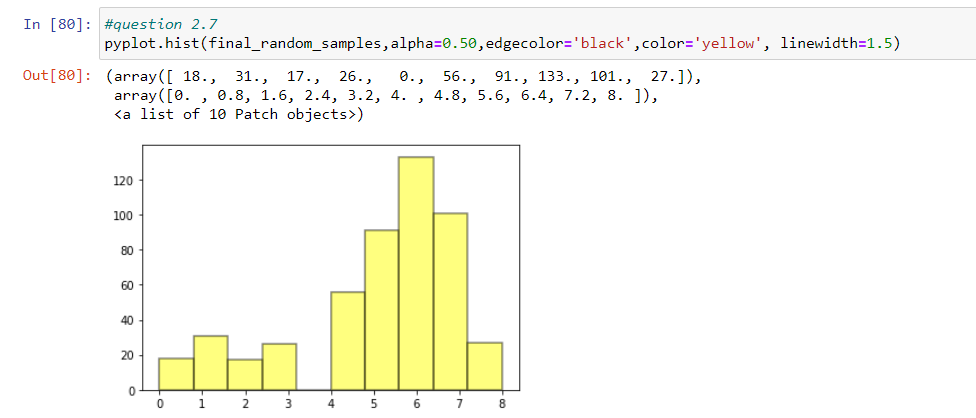 In [80]: #question 2.7
pyplot.hist(final_random_samples,alpha=0.50,edgecolor='black',color='yellow', linewidth=1.5)
Out[80]: (array([ 18.,  31.,  17.,  26.,   0.,  56.,  91., 133., 101.,  27.]),
array([0. , 0.8, 1.6, 2.4, 3.2, 4. , 4.8, 5.6, 6.4, 7.2, 8. ]),
<a list of 10 Patch objects>)
120
100
80
60
40
20
0
0 1 2 3 4 5 6 7 8